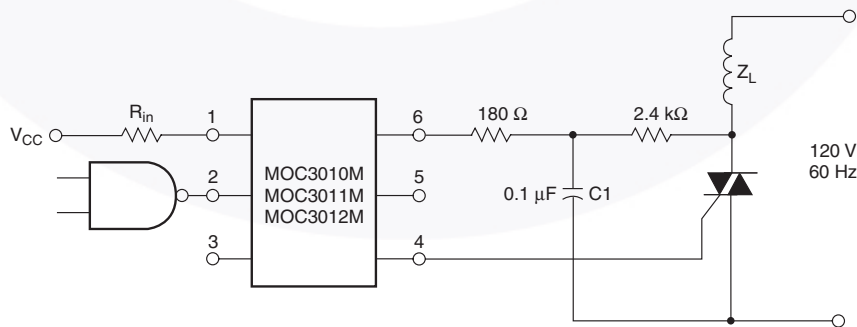 Z_L
R_in
1
6
180 Ω
2.4 kΩ
V_CC
120 V
60 Hz
MOC3010M
MOC3011M
MOC3012M
2
5
0.1 µF C1
3
4